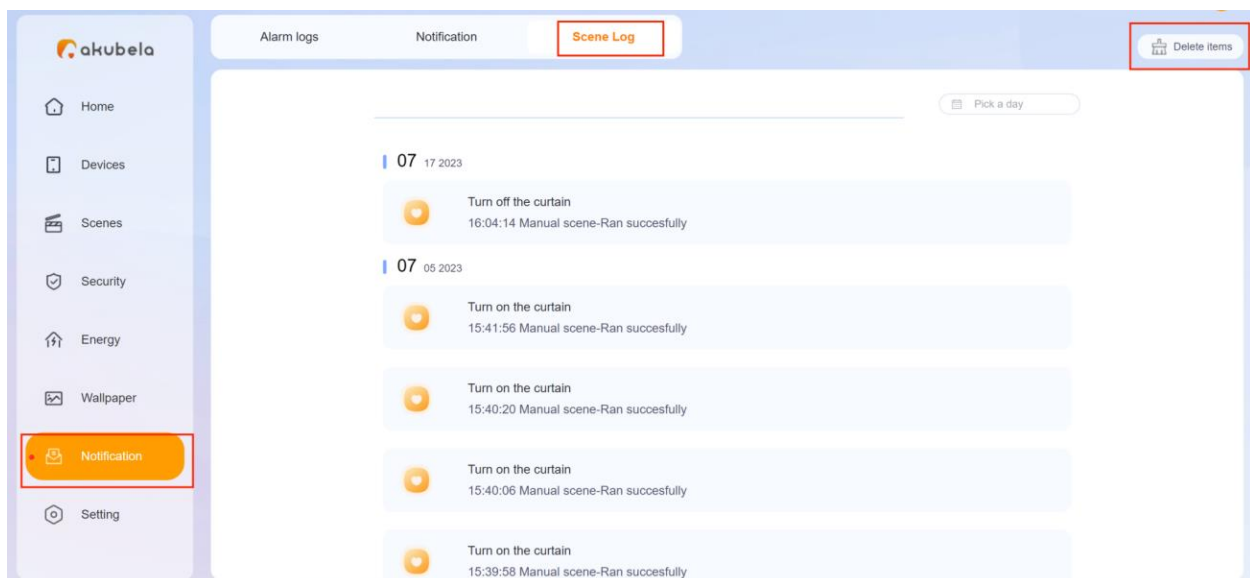 akubela
Home
Devices
Scenes
Security
Energy
Wallpaper
Notification
Setting
Alarm logs
Notification
Scene Log
Delete items
Pick a day
07 17 2023
Turn off the curtain
16:04:14 Manual scene-Ran succesfully
07 05 2023
Turn on the curtain
15:41:56 Manual scene-Ran succesfully
Turn on the curtain
15:40:20 Manual scene-Ran succesfully
Turn on the curtain
15:40:06 Manual scene-Ran succesfully
Turn on the curtain
15:39:58 Manual scene-Ran succesfully